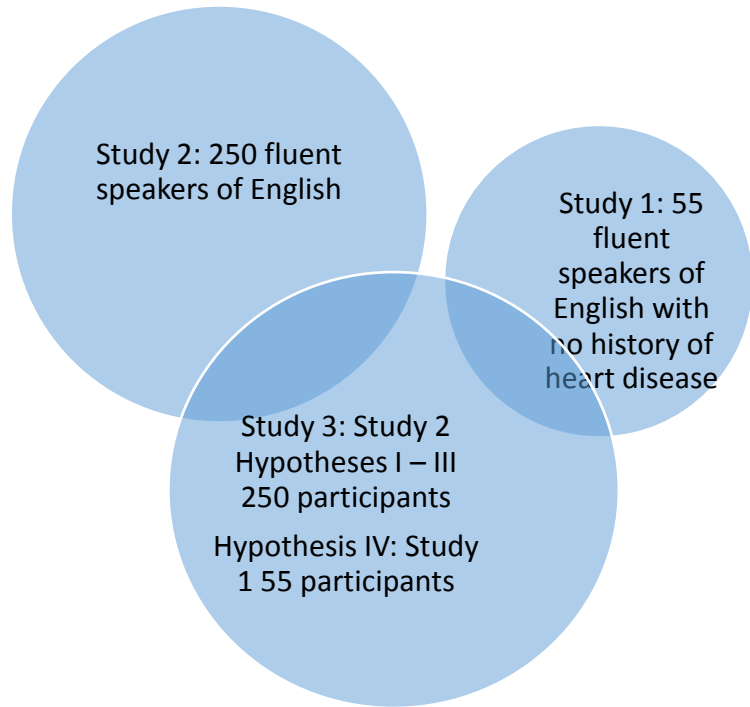 Study 2: 250 fluent
speakers of English
Study 1: 55
fluent
speakers of
English with
no history of
heart disease
Study 3: Study 2
Hypotheses I – III
250 participants
Hypothesis IV: Study
1 55 participants